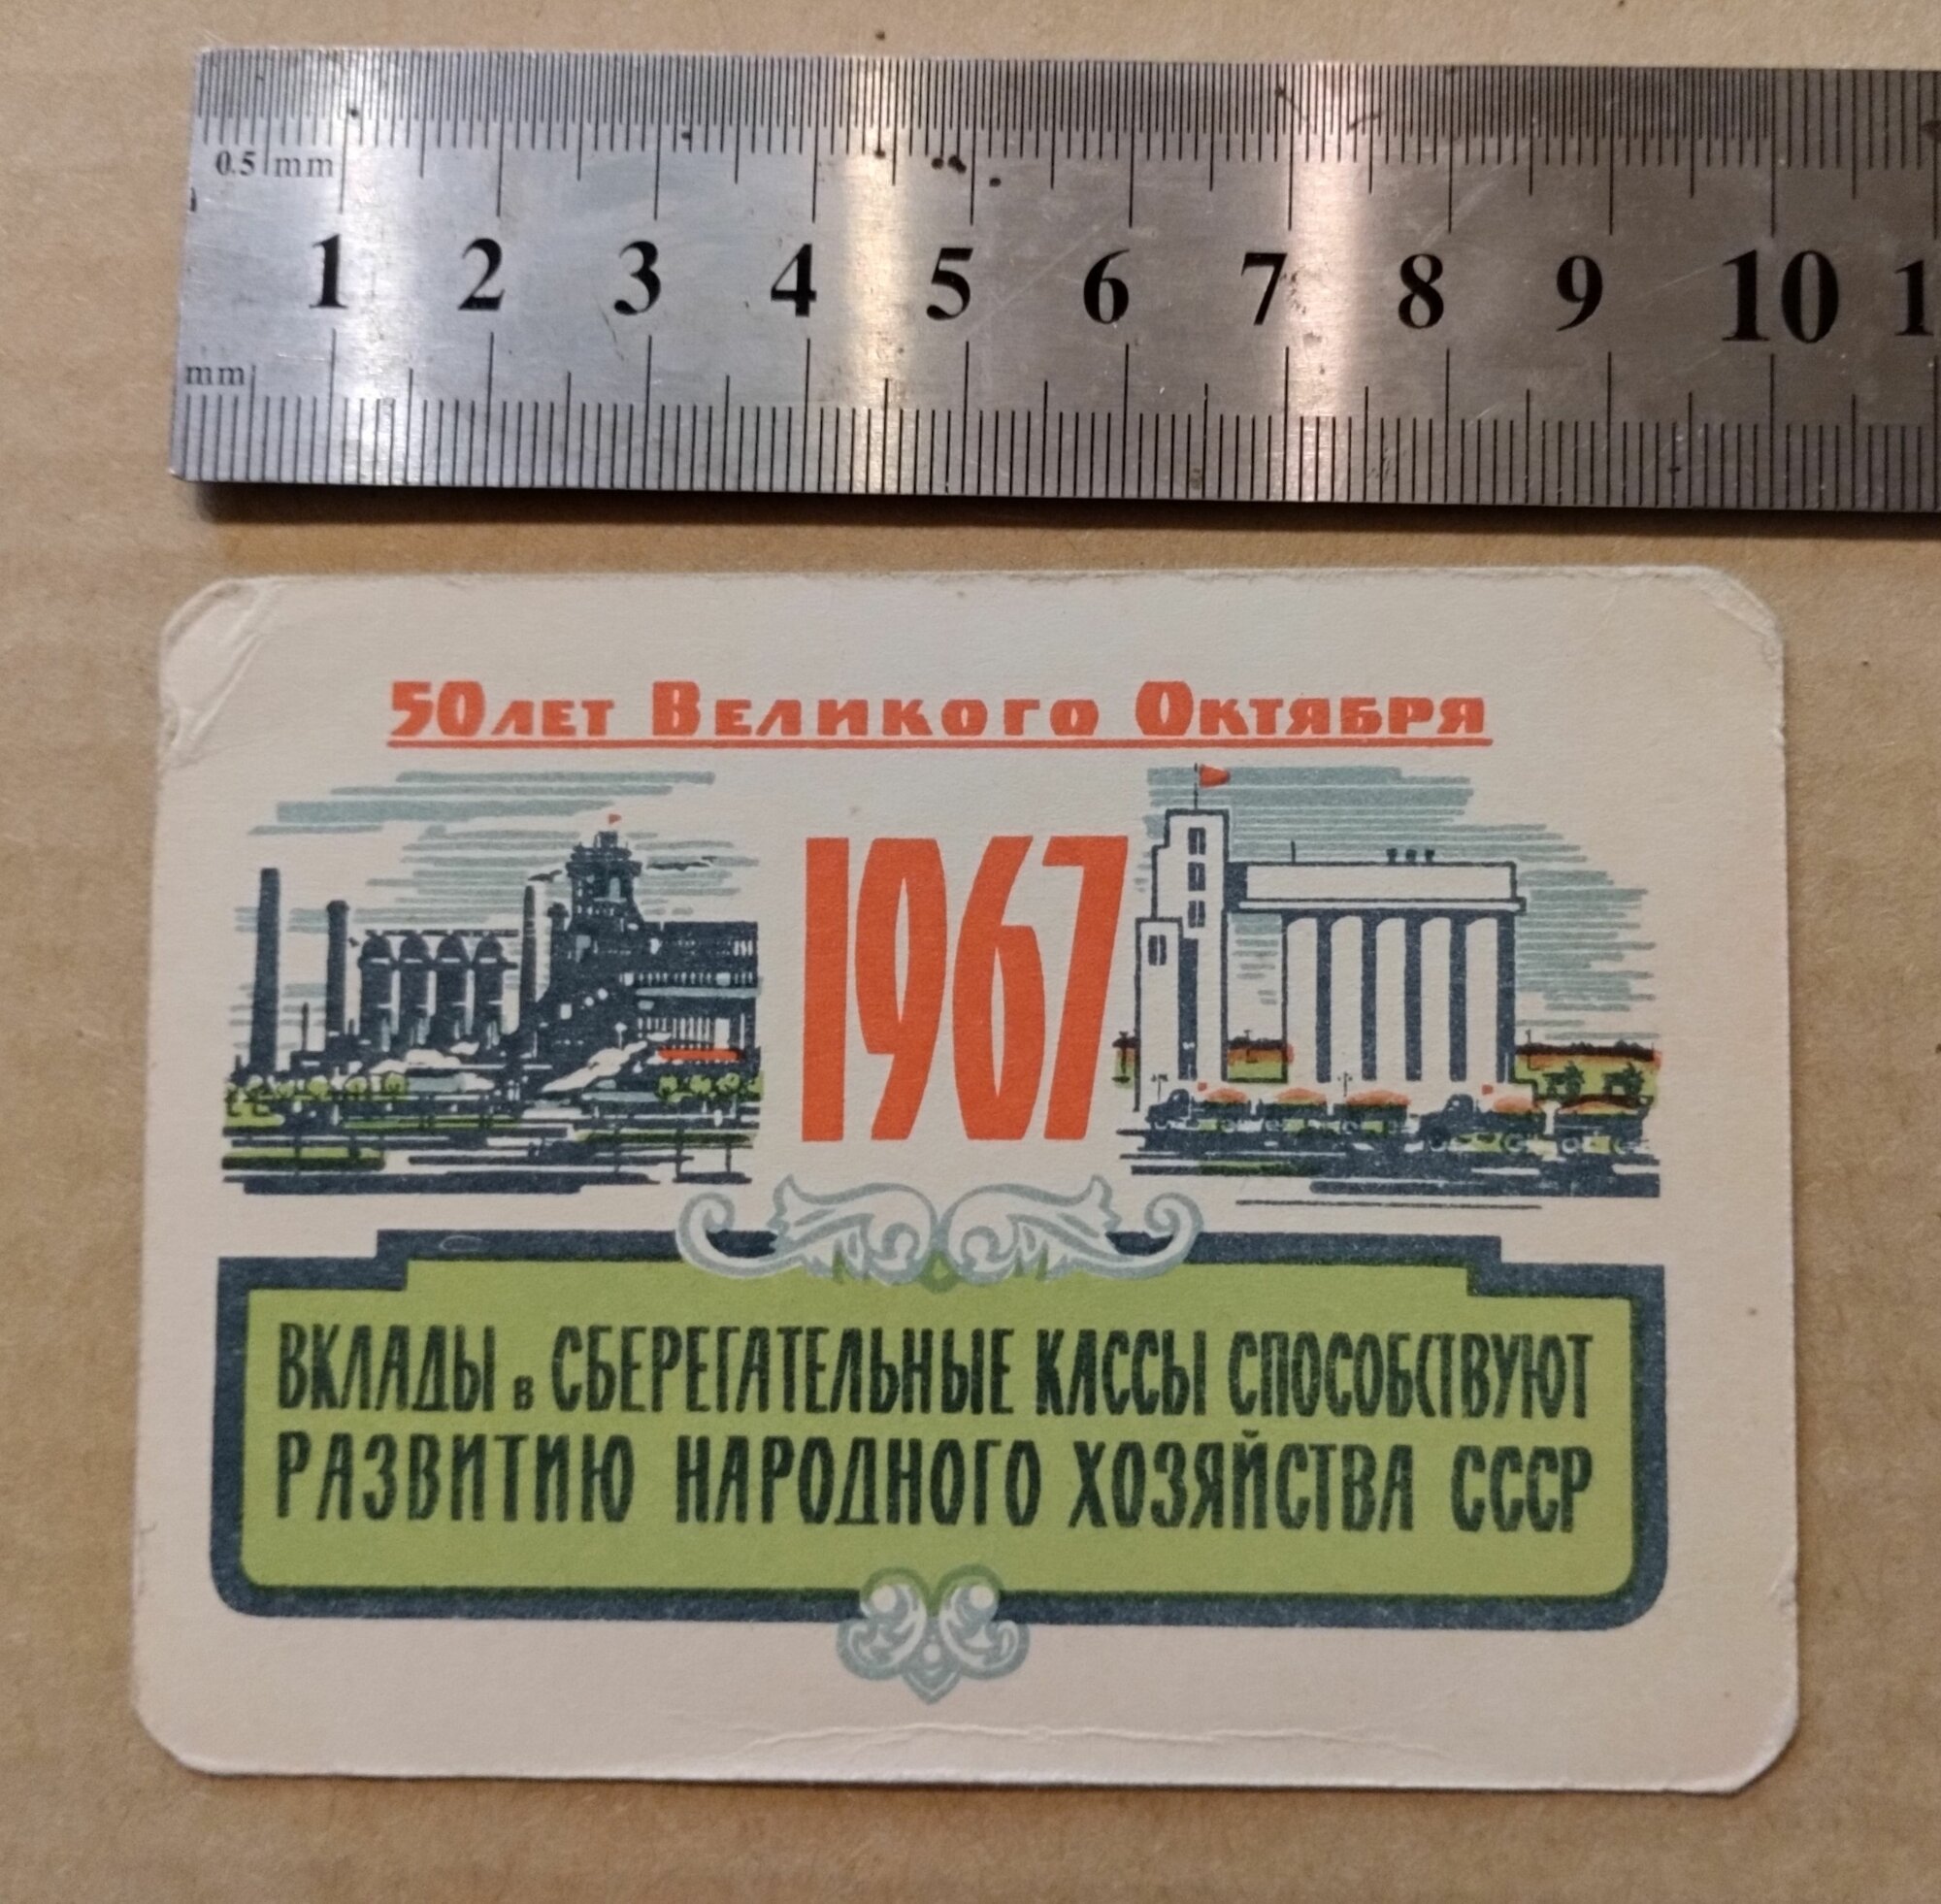 0.5 mm
1 2 3 4 5 6 7 8 9 10 1
mm
50 лет Великого Октября
1967
ВКЛАДЫ в СБЕРЕГАТЕЛЬНЫЕ КАССЫ СПОСОБСТВУЮТ
РАЗВИТИЮ НАРОДНОГО ХОЗЯЙСТВА СССР